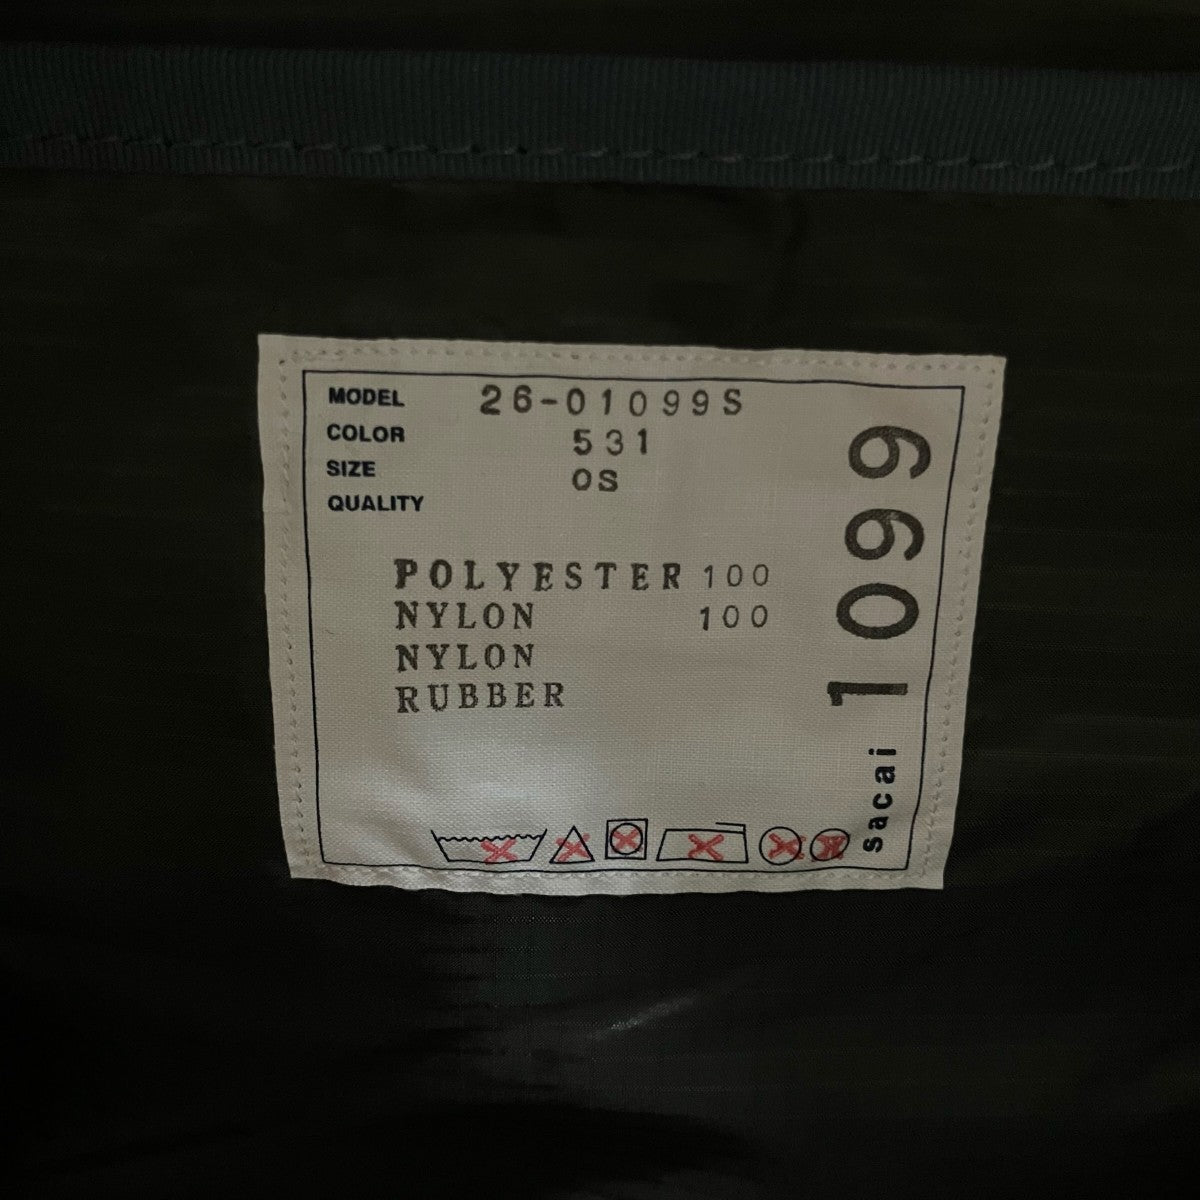 MODEL 26-01099S
COLOR 531
SIZE OS
QUALITY
POLYESTER 100
NYLON 100
NYLON
RUBBER
sacai 1099